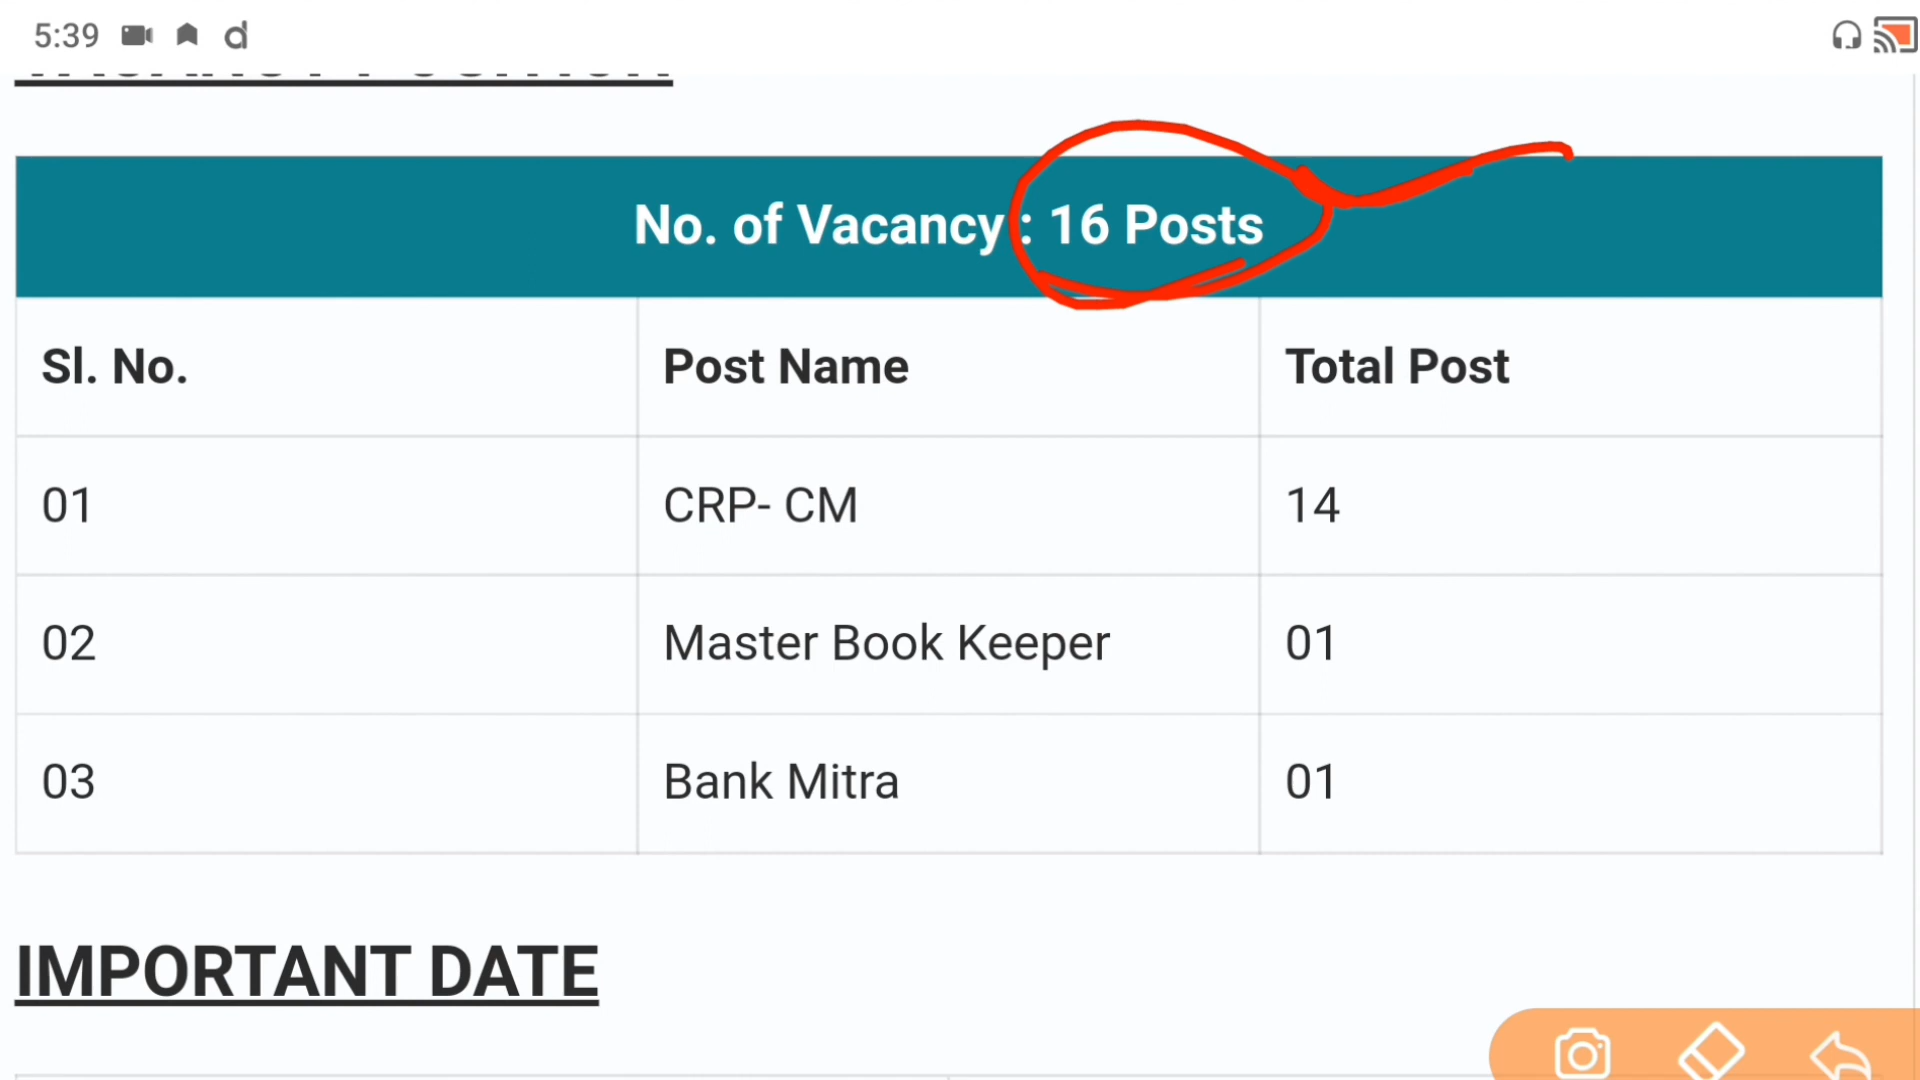 5:39
No. of Vacancy : 16 Posts
Sl. No. Post Name Total Post
01 CRP- CM 14
02 Master Book Keeper 01
03 Bank Mitra 01
IMPORTANT DATE